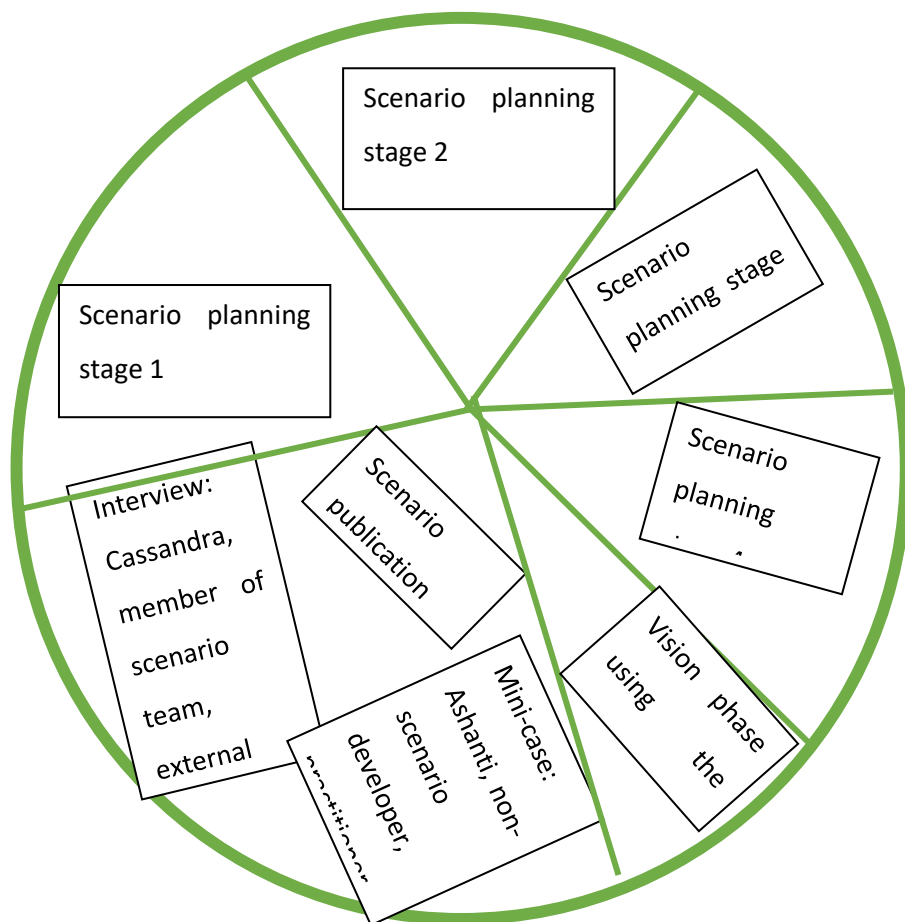 Scenario planning
stage 2
Scenario
planning stage
Scenario planning
stage 1
Scenario
planning
Scenario
publication
Interview:
Cassandra,
member of
scenario
team,
external
Vision phase
using the
Mini-case:
Ashanti, non-
scenario
developer,